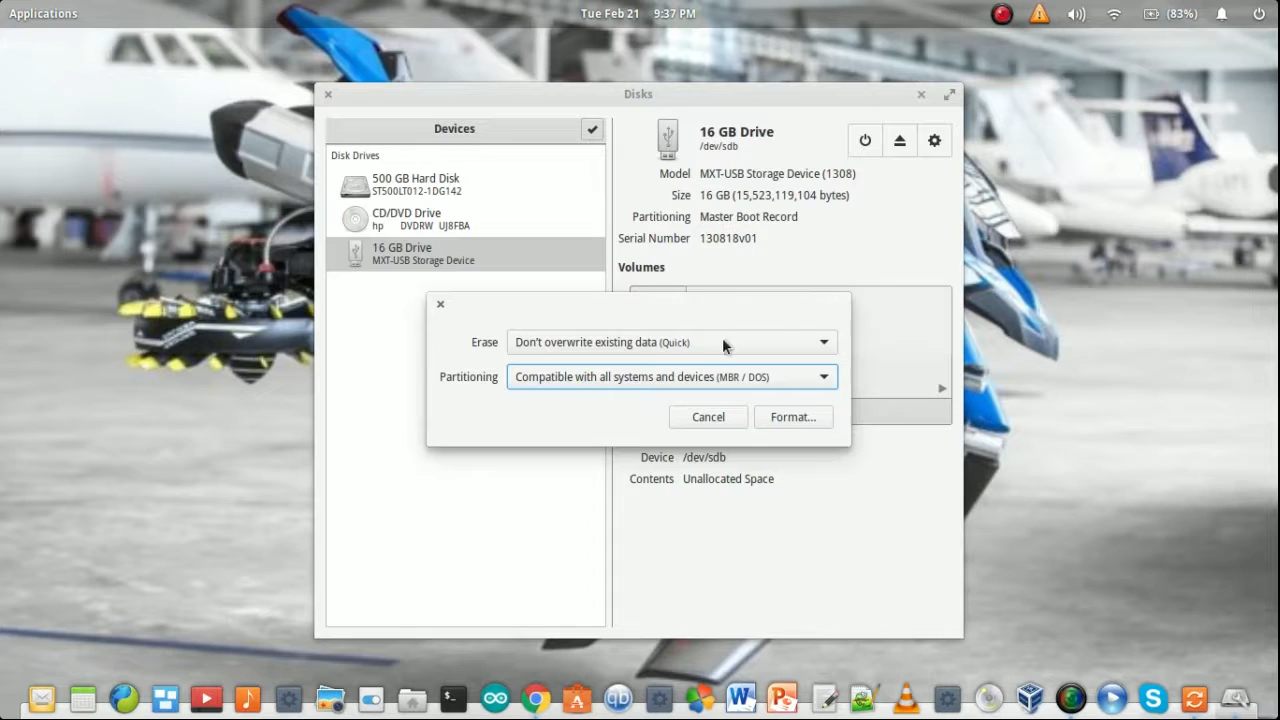 Applications
Tue Feb 21 9:37 PM
(83%)
Disks
Devices
Disk Drives
500 GB Hard Disk
ST500LT012-1DG142
CD/DVD Drive
hp DVDRW UJ8FBA
16 GB Drive
MXT-USB Storage Device
16 GB Drive
/dev/sdb
Model MXT-USB Storage Device (1308)
Size 16 GB (15,523,119,104 bytes)
Partitioning Master Boot Record
Serial Number 130818v01
Volumes
Erase Don't overwrite existing data (Quick)
Partitioning Compatible with all systems and devices (MBR / DOS)
Cancel Format...
Device /dev/sdb
Contents Unallocated Space